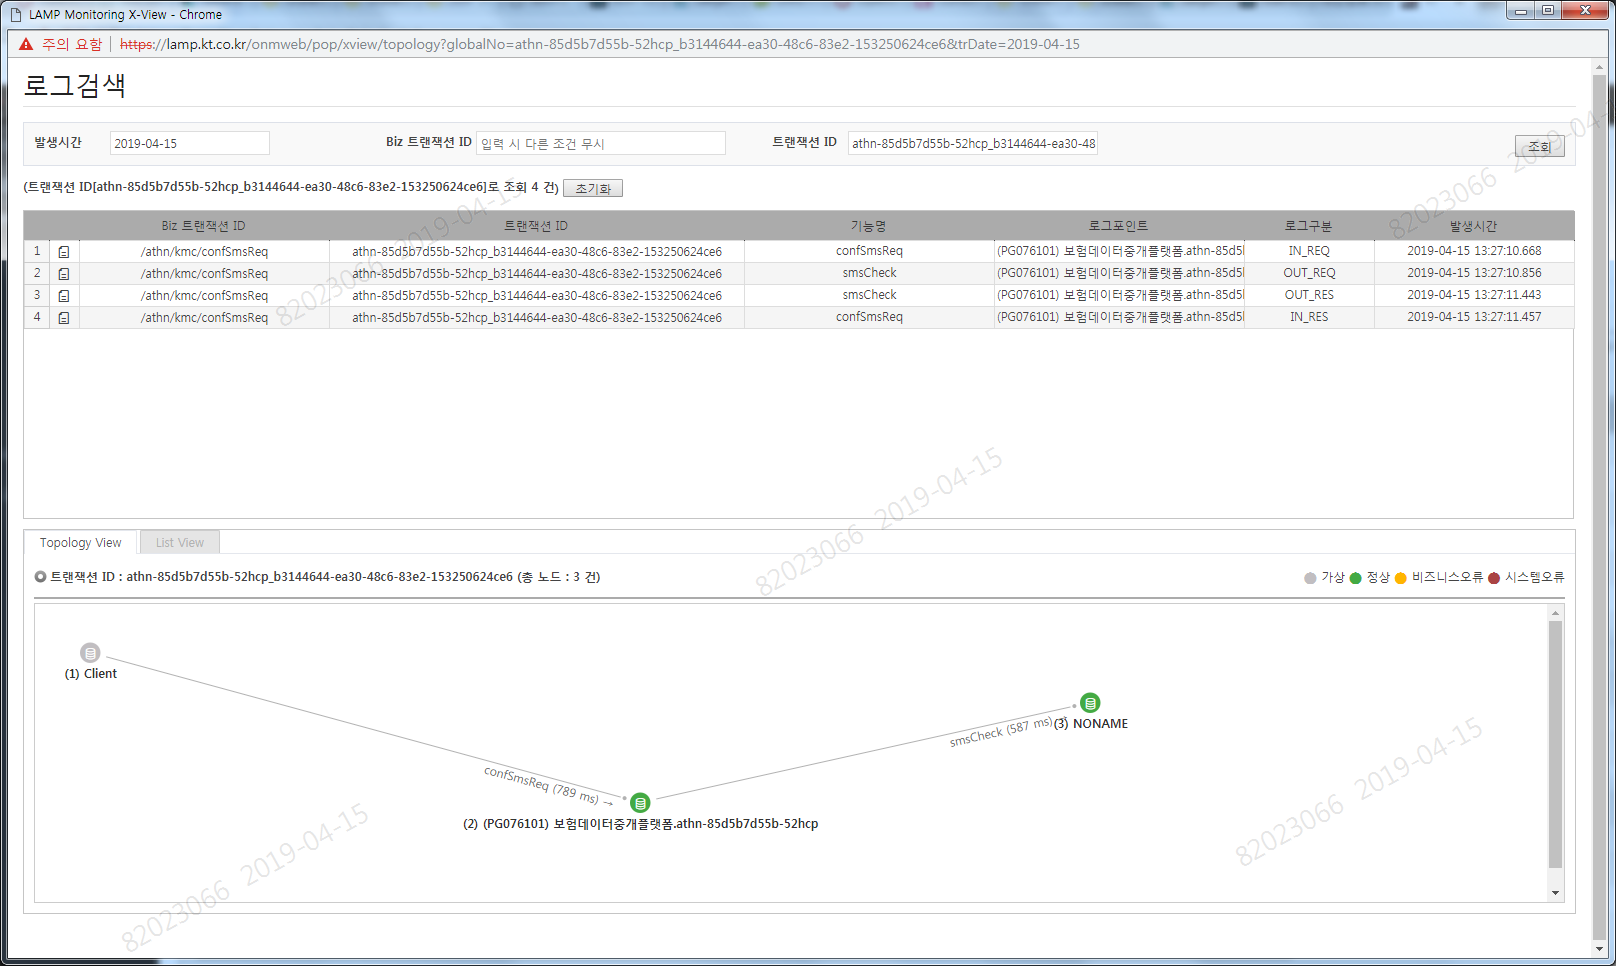 LAMP Monitoring X-View - Chrome
주의 요함 https://lamp.kt.co.kr/onmweb/pop/xview/topology?globalNo=athn-85d5b7d55b-52hcp_b3144644-ea30-48c6-83e2-153250624ce6&trDate=2019-04-15
로그검색
발생시간 2019-04-15 Biz 트랜잭션 ID 입력 시 다른 조건 무시 트랜잭션 ID athn-85d5b7d55b-52hcp_b3144644-ea30-48 조회
(트랜잭션 ID[athn-85d5b7d55b-52hcp_b3144644-ea30-48c6-83e2-153250624ce6]로 조회 4 건) 초기화
Biz 트랜잭션 ID 트랜잭션 ID 기능명 로그포인트 로그구분 발생시간
1 /athn/kmc/confSmsReq athn-85d5b7d55b-52hcp_b3144644-ea30-48c6-83e2-153250624ce6 confSmsReq (PG076101) 보험데이터중개플랫폼.athn-85d5l IN_REQ 2019-04-15 13:27:10.668
2 /athn/kmc/confSmsReq athn-85d5b7d55b-52hcp_b3144644-ea30-48c6-83e2-153250624ce6 smsCheck (PG076101) 보험데이터중개플랫폼.athn-85d5l OUT_REQ 2019-04-15 13:27:10.856
3 /athn/kmc/confSmsReq athn-85d5b7d55b-52hcp_b3144644-ea30-48c6-83e2-153250624ce6 smsCheck (PG076101) 보험데이터중개플랫폼.athn-85d5l OUT_RES 2019-04-15 13:27:11.443
4 /athn/kmc/confSmsReq athn-85d5b7d55b-52hcp_b3144644-ea30-48c6-83e2-153250624ce6 confSmsReq (PG076101) 보험데이터중개플랫폼.athn-85d5l IN_RES 2019-04-15 13:27:11.457
82023066 2019-04-15
82023066 2019-04-15
82023066 2019-04-15
Topology View List View
트랜잭션 ID : athn-85d5b7d55b-52hcp_b3144644-ea30-48c6-83e2-153250624ce6 (총 노드 : 3 건) 가상 정상 비즈니스오류 시스템오류
(1) Client
smsCheck (587 ms) →
(3) NONAME
confSmsReq (789 ms) →
(2) (PG076101) 보험데이터중개플랫폼.athn-85d5b7d55b-52hcp
82023066 2019-04-15
82023066 2019-04-15